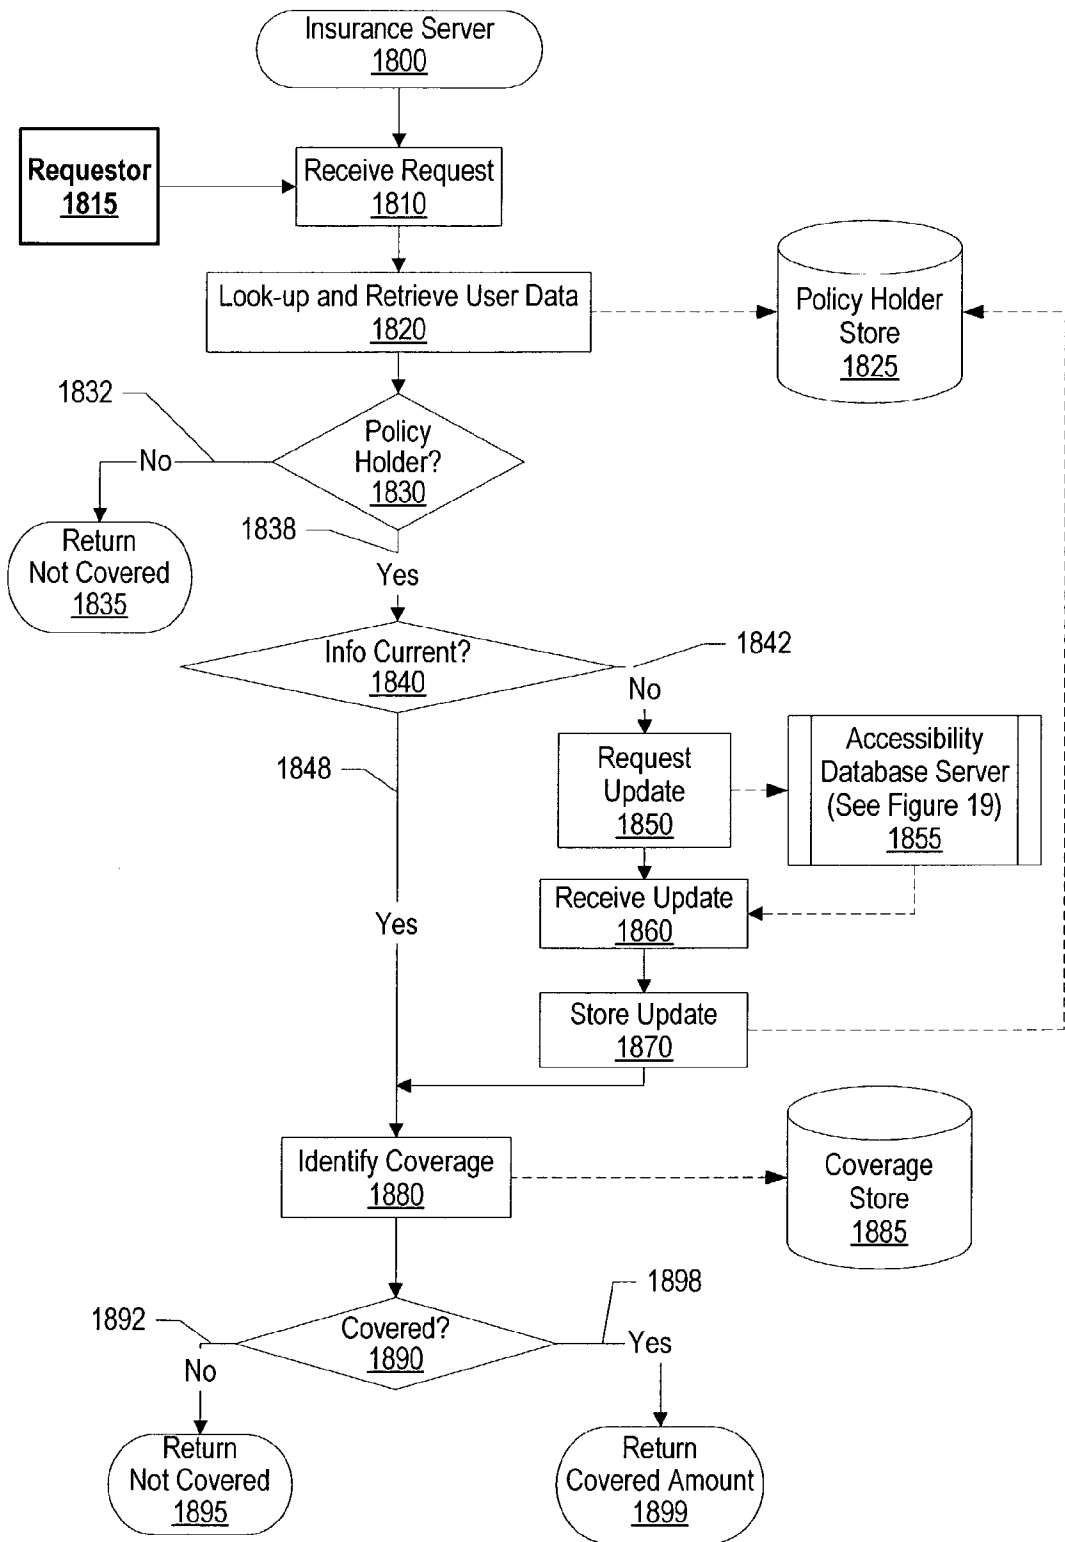 Insurance Server
1800
Requestor
1815
Receive Request
1810
Look-up and Retrieve User Data
1820
Policy Holder
Store
1825
1832
Policy
Holder?
1830
No
1838
Return
Not Covered
1835
Yes
Info Current?
1840
1842
No
1848
Request
Update
1850
Accessibility
Database Server
(See Figure 19)
1855
Receive Update
1860
Yes
Store Update
1870
Identify Coverage
1880
Coverage
Store
1885
1892
1898
Covered?
1890
No
Yes
Return
Not Covered
1895
Return
Covered Amount
1899